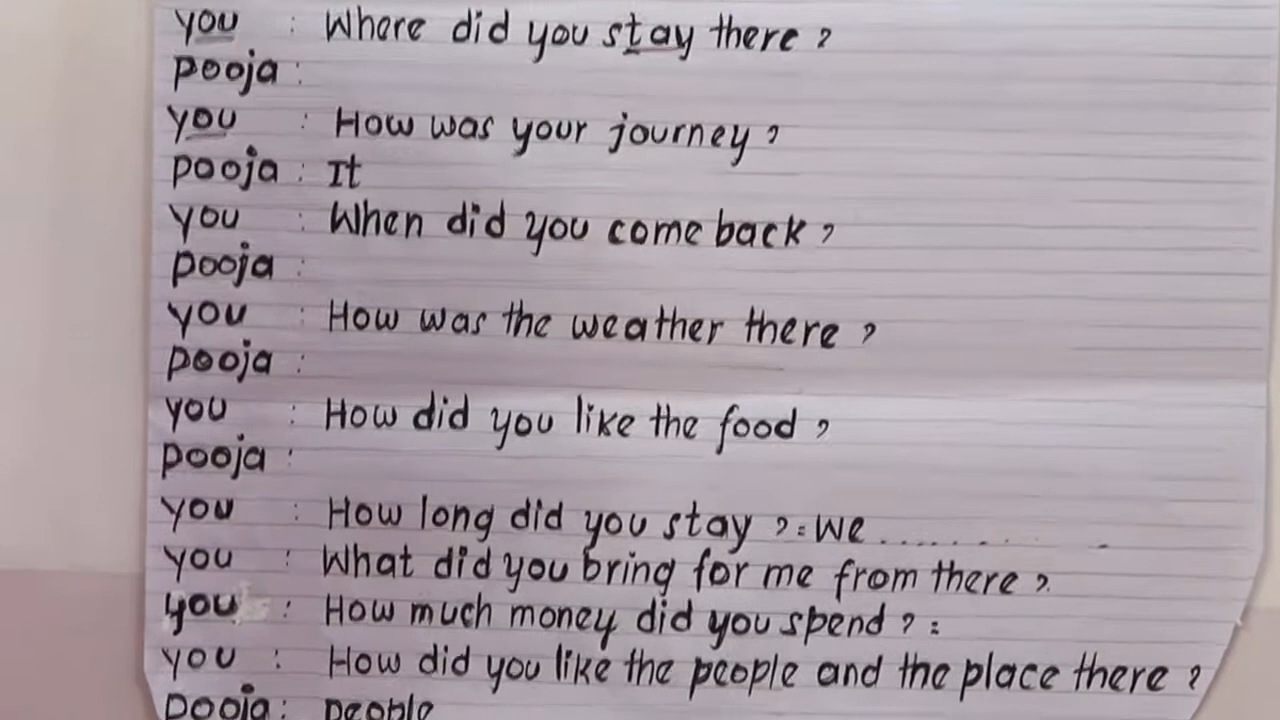 you : Where did you stay there ?
pooja :
you : How was your journey ?
pooja : It
you : When did you come back ?
pooja :
you : How was the weather there ?
pooja :
you : How did you like the food ?
pooja :
you : How long did you stay ? = We ........
you : What did you bring for me from there ?
you : How much money did you spend ? =
you : How did you like the people and the place there ?
pooja : people